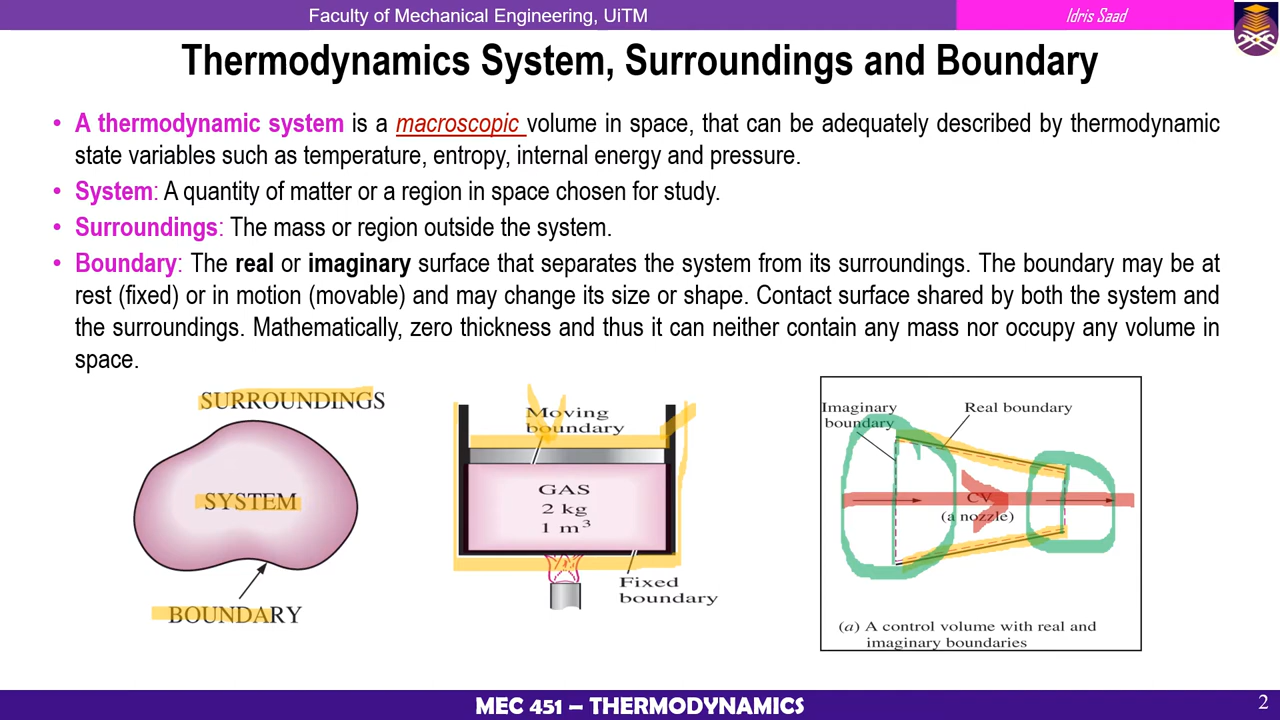 Faculty of Mechanical Engineering, UiTM
Idris Saad
Thermodynamics System, Surroundings and Boundary
• A thermodynamic system is a macroscopic volume in space, that can be adequately described by thermodynamic
state variables such as temperature, entropy, internal energy and pressure.
• System: A quantity of matter or a region in space chosen for study.
• Surroundings: The mass or region outside the system.
• Boundary: The real or imaginary surface that separates the system from its surroundings. The boundary may be at
rest (fixed) or in motion (movable) and may change its size or shape. Contact surface shared by both the system and
the surroundings. Mathematically, zero thickness and thus it can neither contain any mass nor occupy any volume in
space.
SURROUNDINGS
SYSTEM
BOUNDARY
Moving
boundary
GAS
2 kg
1 m³
Fixed
boundary
Imaginary
boundary
Real boundary
CV
(a nozzle)
(a) A control volume with real and
imaginary boundaries
MEC 451 – THERMODYNAMICS
2